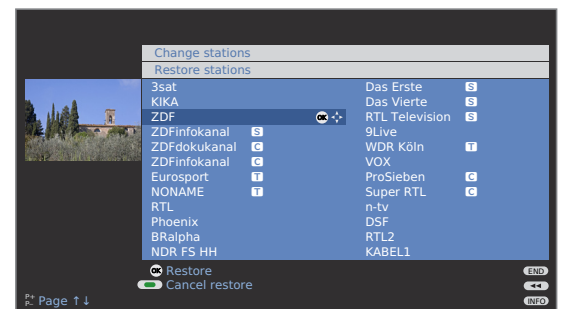 Change stations
Restore stations
3sat Das Erste S
KIKA Das Vierte S
ZDF OK RTL Television S
ZDFinfokanal S 9Live
ZDFdokukanal C WDR Köln T
ZDFinfokanal C VOX
Eurosport T ProSieben C
NONAME T Super RTL C
RTL n-tv
Phoenix DSF
BRalpha RTL2
NDR FS HH KABEL1
OK Restore END
Cancel restore
P+ P- Page ↑↓ INFO